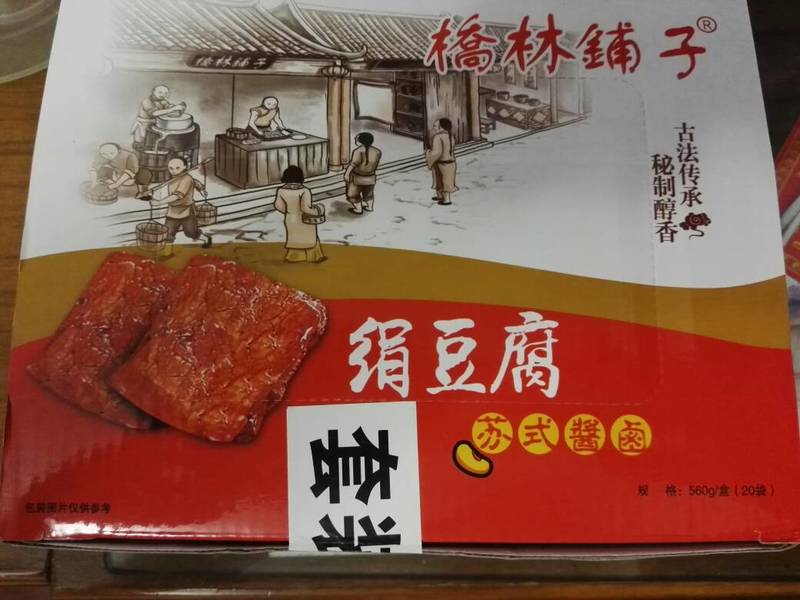 橋林鋪子®
橋林鋪子
古法传承
秘制醇香
绢豆腐
苏式醬鹵
套装
规 格：560g/盒（20袋）
包装图片仅供参考